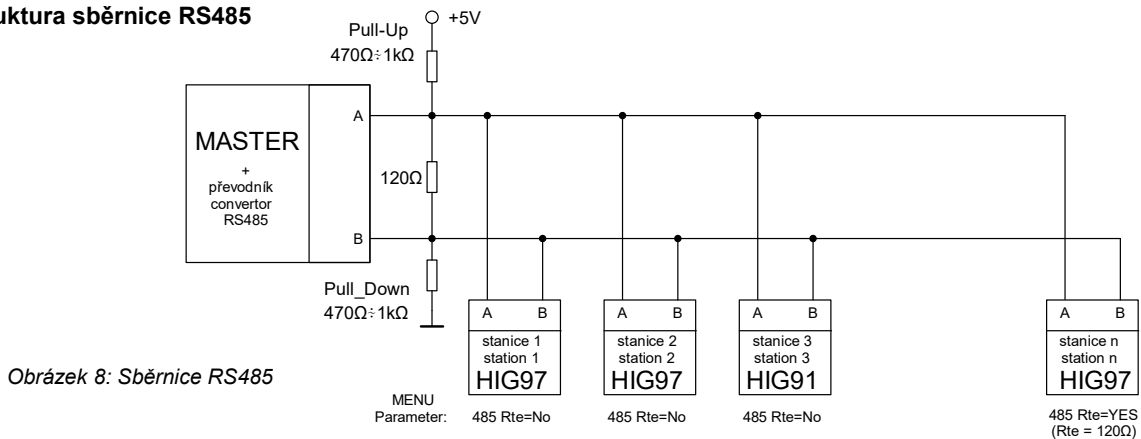 uktura sběrnice RS485
+5V
Pull-Up
470Ω÷1kΩ
A
MASTER
+
převodník
convertor
RS485
120Ω
B
Pull_Down
470Ω÷1kΩ
A B
stanice 1
station 1
HIG97
A B
stanice 2
station 2
HIG97
A B
stanice 3
station 3
HIG91
A B
stanice n
station n
HIG97
Obrázek 8: Sběrnice RS485
MENU
Parameter:
485 Rte=No
485 Rte=No
485 Rte=No
485 Rte=YES
(Rte = 120Ω)